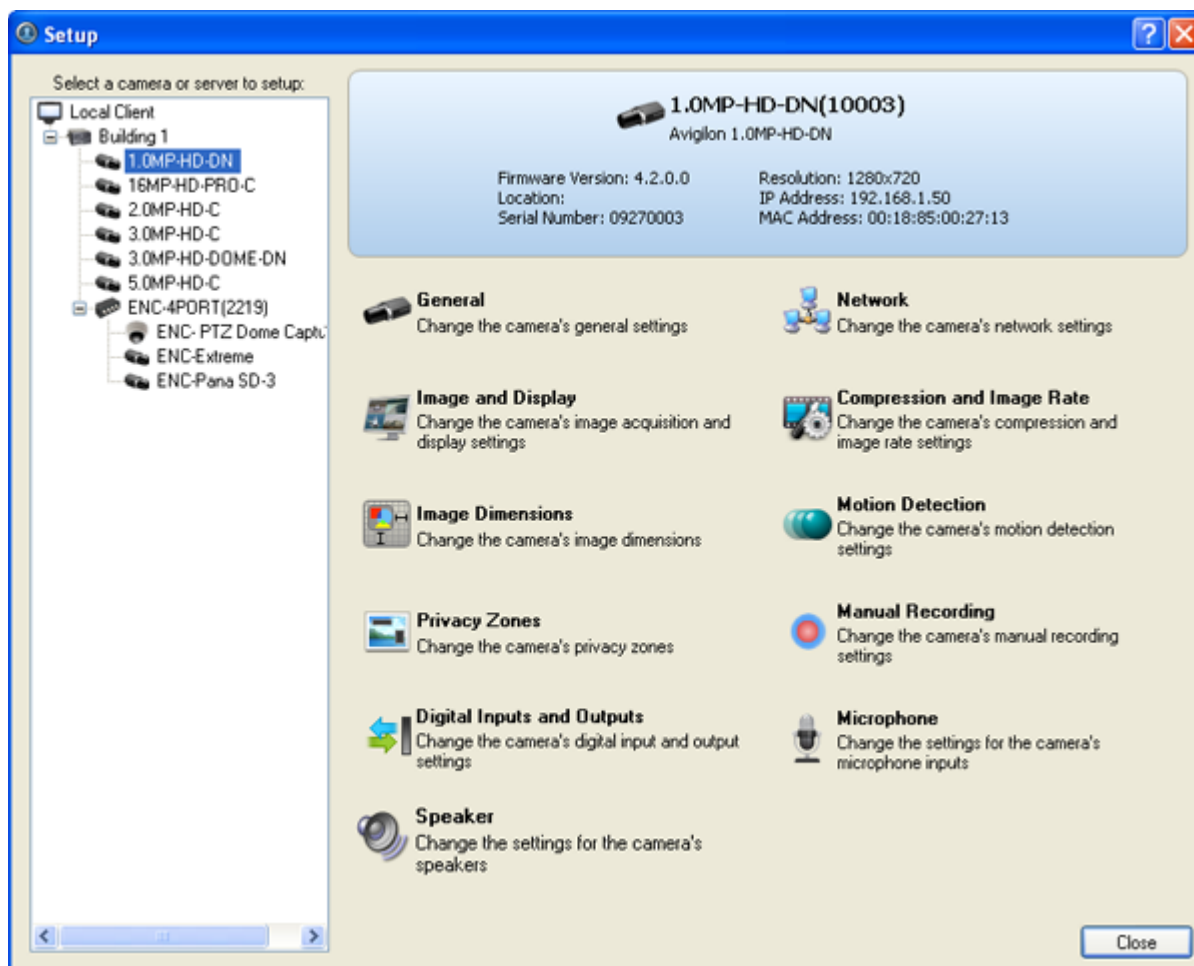 Setup
Select a camera or server to setup:
Local Client
Building 1
1.0MP-HD-DN
16MP-HD-PRO-C
2.0MP-HD-C
3.0MP-HD-C
3.0MP-HD-DOME-DN
5.0MP-HD-C
ENC-4PORT(2219)
ENC- PTZ Dome Captu
ENC-Extreme
ENC-Pana SD-3
1.0MP-HD-DN(10003)
Avigilon 1.0MP-HD-DN
Firmware Version: 4.2.0.0
Location:
Serial Number: 09270003
Resolution: 1280x720
IP Address: 192.168.1.50
MAC Address: 00:18:85:00:27:13
General
Change the camera's general settings
Network
Change the camera's network settings
Image and Display
Change the camera's image acquisition and
display settings
Compression and Image Rate
Change the camera's compression and
image rate settings
Image Dimensions
Change the camera's image dimensions
Motion Detection
Change the camera's motion detection
settings
Privacy Zones
Change the camera's privacy zones
Manual Recording
Change the camera's manual recording
settings
Digital Inputs and Outputs
Change the camera's digital input and output
settings
Microphone
Change the settings for the camera's
microphone inputs
Speaker
Change the settings for the camera's
speakers
Close